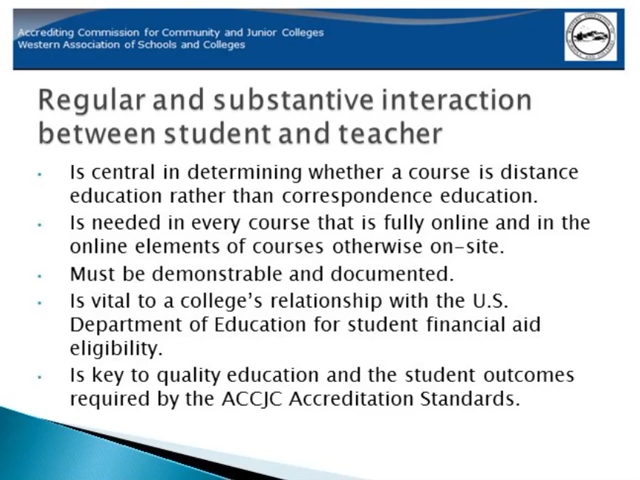 Accrediting Commission for Community and Junior Colleges
Western Association of Schools and Colleges
Regular and substantive interaction
between student and teacher
• Is central in determining whether a course is distance
education rather than correspondence education.
• Is needed in every course that is fully online and in the
online elements of courses otherwise on-site.
• Must be demonstrable and documented.
• Is vital to a college's relationship with the U.S.
Department of Education for student financial aid
eligibility.
• Is key to quality education and the student outcomes
required by the ACCJC Accreditation Standards.